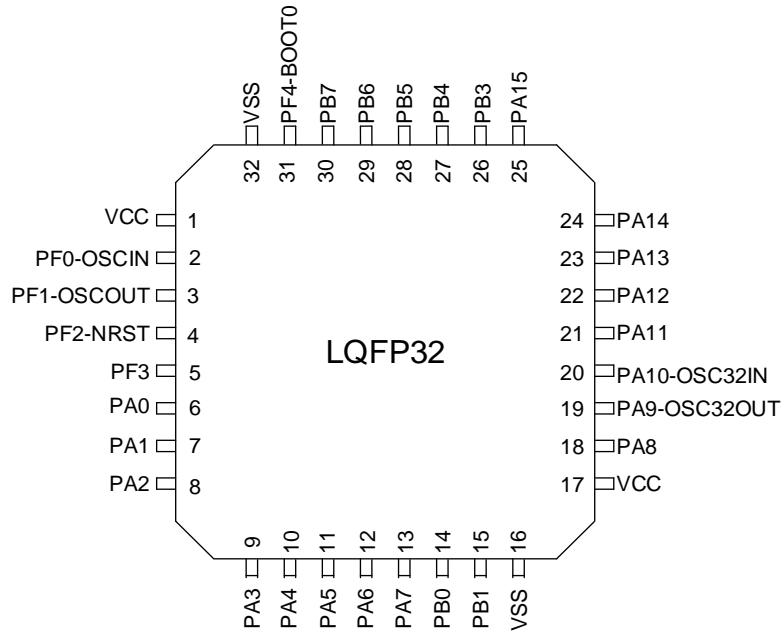 VSS
PF4-BOOT0
PB7
PB6
PB5
PB4
PB3
PA15
32
31
30
29
28
27
26
25
VCC 1
PF0-OSCIN 2
PF1-OSCOUT 3
PF2-NRST 4
PF3 5
PA0 6
PA1 7
PA2 8
LQFP32
24 PA14
23 PA13
22 PA12
21 PA11
20 PA10-OSC32IN
19 PA9-OSC32OUT
18 PA8
17 VCC
9
10
11
12
13
14
15
16
PA3
PA4
PA5
PA6
PA7
PB0
PB1
VSS